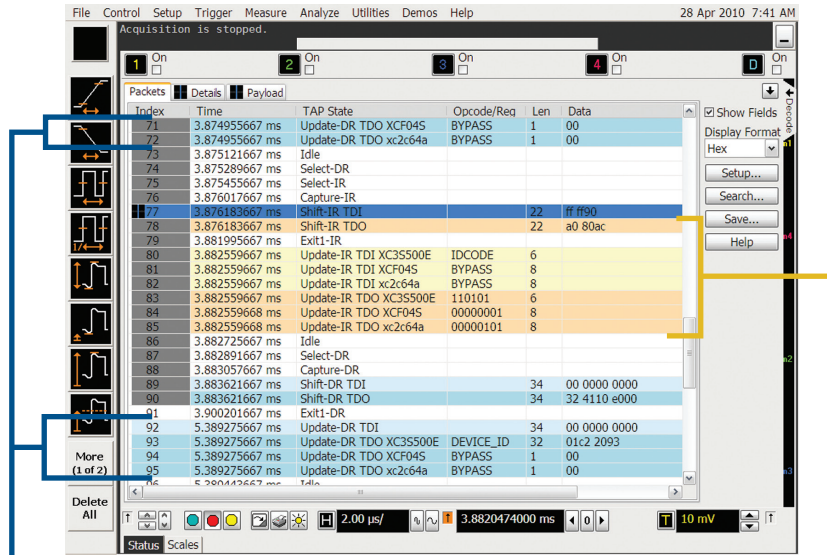 File Control Setup Trigger Measure Analyze Utilities Demos Help 28 Apr 2010 7:41 AM
Acquisition is stopped.
1 On 2 On 3 On 4 On D On
Packets Details Payload
Index Time TAP State Opcode/Reg Len Data
71 3.874955667 ms Update-DR TDO XCF04S BYPASS 1 00
72 3.874955667 ms Update-DR TDO xc2c64a BYPASS 1 00
73 3.875121667 ms Idle
74 3.875289667 ms Select-DR
75 3.875455667 ms Select-IR
76 3.876017667 ms Capture-IR
77 3.876183667 ms Shift-IR TDI 22 ff ff90
78 3.876183667 ms Shift-IR TDO 22 a0 80ac
79 3.881995667 ms Exit1-IR
80 3.882559667 ms Update-IR TDI XC3S500E IDCODE 6
81 3.882559667 ms Update-IR TDI XCF04S BYPASS 8
82 3.882559667 ms Update-IR TDI xc2c64a BYPASS 8
83 3.882559667 ms Update-IR TDO XC3S500E 110101 6
84 3.882559668 ms Update-IR TDO XCF04S 00000001 8
85 3.882559668 ms Update-IR TDO xc2c64a 00000101 8
86 3.882725667 ms Idle
87 3.882891667 ms Select-DR
88 3.883057667 ms Capture-DR
89 3.883621667 ms Shift-DR TDI 34 00 0000 0000
90 3.883621667 ms Shift-DR TDO 34 32 4110 e000
91 3.900201667 ms Exit1-DR
92 5.389275667 ms Update-DR TDI 34 00 0000 0000
93 5.389275667 ms Update-DR TDO XC3S500E DEVICE_ID 32 01c2 2093
94 5.389275667 ms Update-DR TDO XCF04S BYPASS 1 00
95 5.389275667 ms Update-DR TDO xc2c64a BYPASS 1 00
96 5.389443667 ms Idle
Show Fields
Display Format
Hex
Setup...
Search...
Save...
Help
Decode
n1
n4
n2
n3
1/
More
(1 of 2)
Delete
All
H 2.00 µs/ 3.8820474000 ms 0 T 10 mV
Status Scales